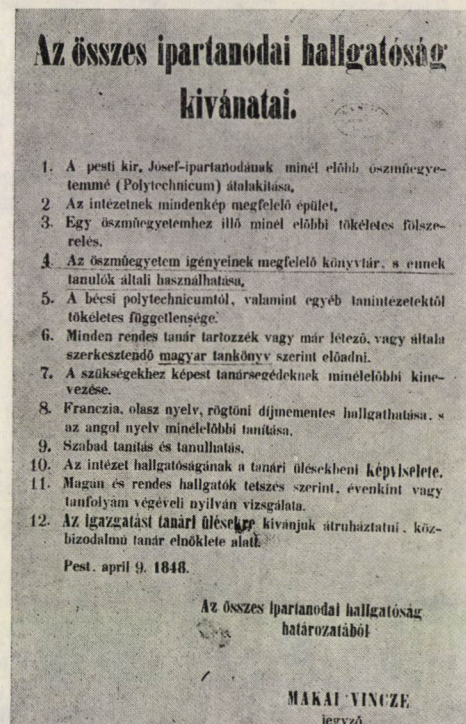 Az összes ipartanodai hallgatóság
kivánatai.
1. A pesti kir. József-ipartanodának minél előbb öszműegye-
temmé (Polytechnicum) átalakitása.
2 Az intézetnek mindenkép megfelelő épület.
3. Egy öszműegyetemhez illő minél előbbi tökéletes fölsze-
relés.
4. Az öszműegyetem igényeinek megfelelő könyvtár, s ennek
tanulók általi használhatása.
5. A bécsi polytechnicumtól, valamint egyéb tanintézetektől
tökéletes függetlensége.
6. Minden rendes tanár tartozzék vagy már létező, vagy általa
szerkesztendő magyar tankönyv szerint előadni.
7. A szükségekhez képest tanársegédeknek minélelőbbi kine-
vezése.
8. Franczia, olasz nyelv, rögtöni díjmementes hallgathatása, s
az angol nyelv minélelőbbi tanitása.
9. Szabad tanítás és tanulhatás.
10. Az intézet hallgatóságának a tanári ülésekbeni képviselete.
11. Magán és rendes hallgatók tetszés szerint, évenkint vagy
tanfolyam végéveli nyilván vizsgálata.
12. Az igazgatást tanári ülésekre kivánjuk átruháztatni, köz-
bizodalmú tanár elnöklete alatt.
Pest. april 9. 1848.
Az összes ipartanodai hallgatóság
határozatából
MAKAI VINCZE
jegyző